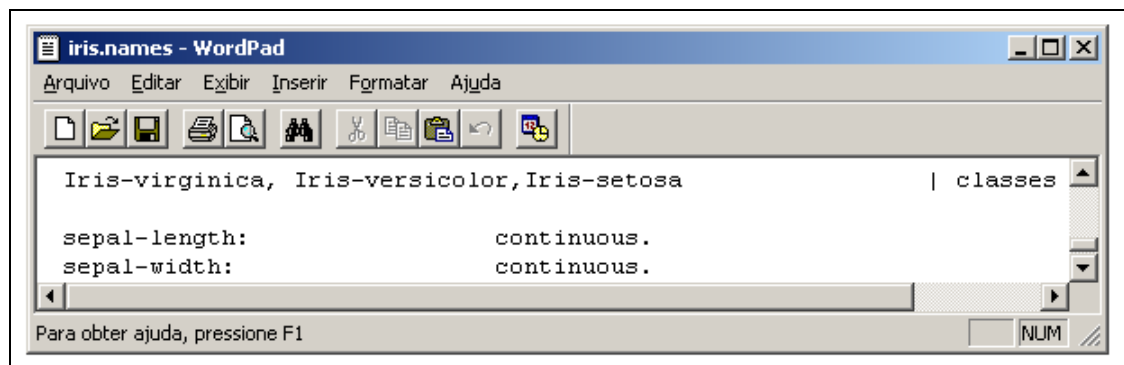 iris.names - WordPad
Arquivo Editar Exibir Inserir Formatar Ajuda
Iris-virginica, Iris-versicolor,Iris-setosa | classes
sepal-length: continuous.
sepal-width: continuous.
Para obter ajuda, pressione F1 NUM